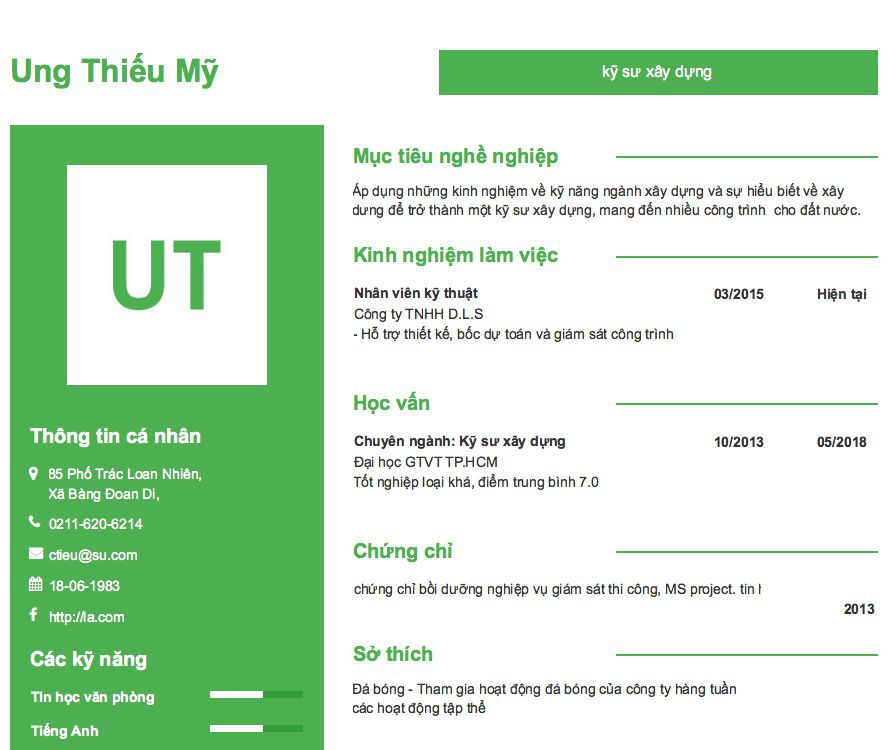 Ung Thiếu Mỹ
kỹ sư xây dựng
UT
Thông tin cá nhân
85 Phố Trác Loan Nhiên,
Xã Bàng Đoan Di,
0211-620-6214
ctieu@su.com
18-06-1983
http://la.com
Các kỹ năng
Tin học văn phòng
Tiếng Anh
Mục tiêu nghề nghiệp
Áp dụng những kinh nghiệm về kỹ năng ngành xây dựng và sự hiểu biết về xây
dưng để trở thành một kỹ sư xây dựng, mang đến nhiều công trình cho đất nước.
Kinh nghiệm làm việc
Nhân viên kỹ thuật 03/2015 Hiện tại
Công ty TNHH D.L.S
- Hỗ trợ thiết kế, bốc dự toán và giám sát công trình
Học vấn
Chuyên ngành: Kỹ sư xây dựng 10/2013 05/2018
Đại học GTVT TP.HCM
Tốt nghiệp loại khá, điểm trung bình 7.0
Chứng chỉ
chứng chỉ bồi dưỡng nghiệp vụ giám sát thi công, MS project. tin
2013
Sở thích
Đá bóng - Tham gia hoạt động đá bóng của công ty hàng tuần
các hoạt động tập thể